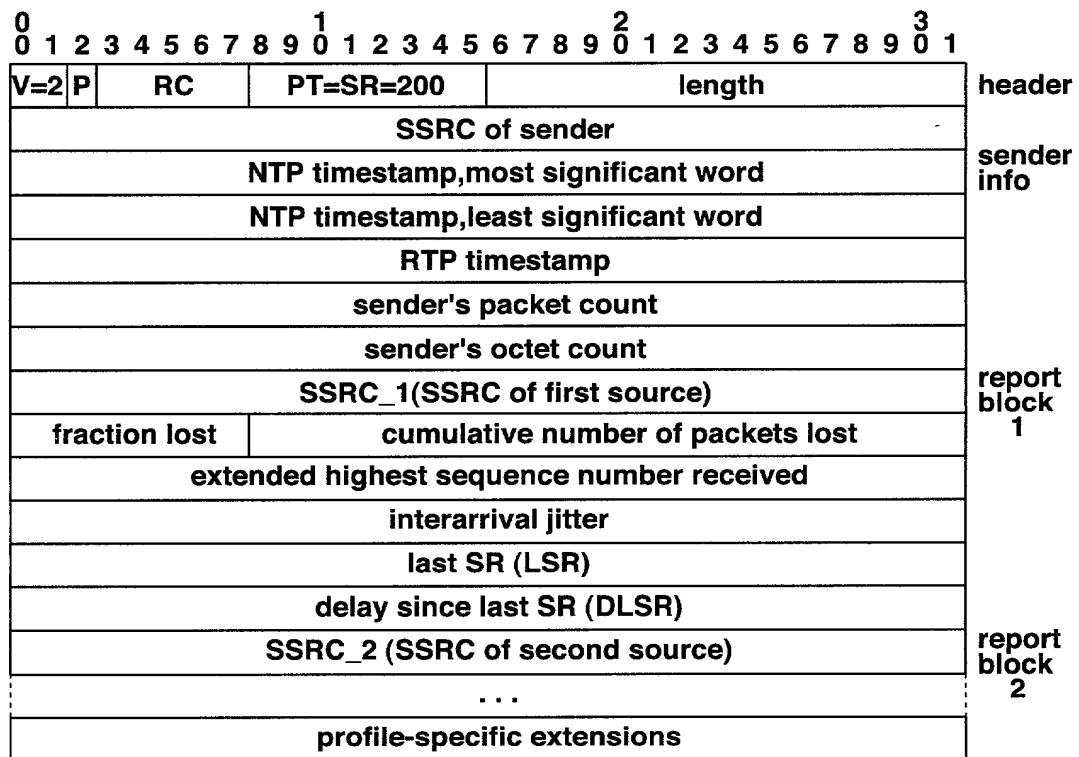 0 1 2 3
0 1 2 3 4 5 6 7 8 9 0 1 2 3 4 5 6 7 8 9 0 1 2 3 4 5 6 7 8 9 0 1
V=2 P RC PT=SR=200 length header
SSRC of sender
NTP timestamp,most significant word sender info
NTP timestamp,least significant word
RTP timestamp
sender's packet count
sender's octet count
SSRC_1(SSRC of first source) report block 1
fraction lost cumulative number of packets lost
extended highest sequence number received
interarrival jitter
last SR (LSR)
delay since last SR (DLSR)
SSRC_2 (SSRC of second source) report block 2
. . .
profile-specific extensions